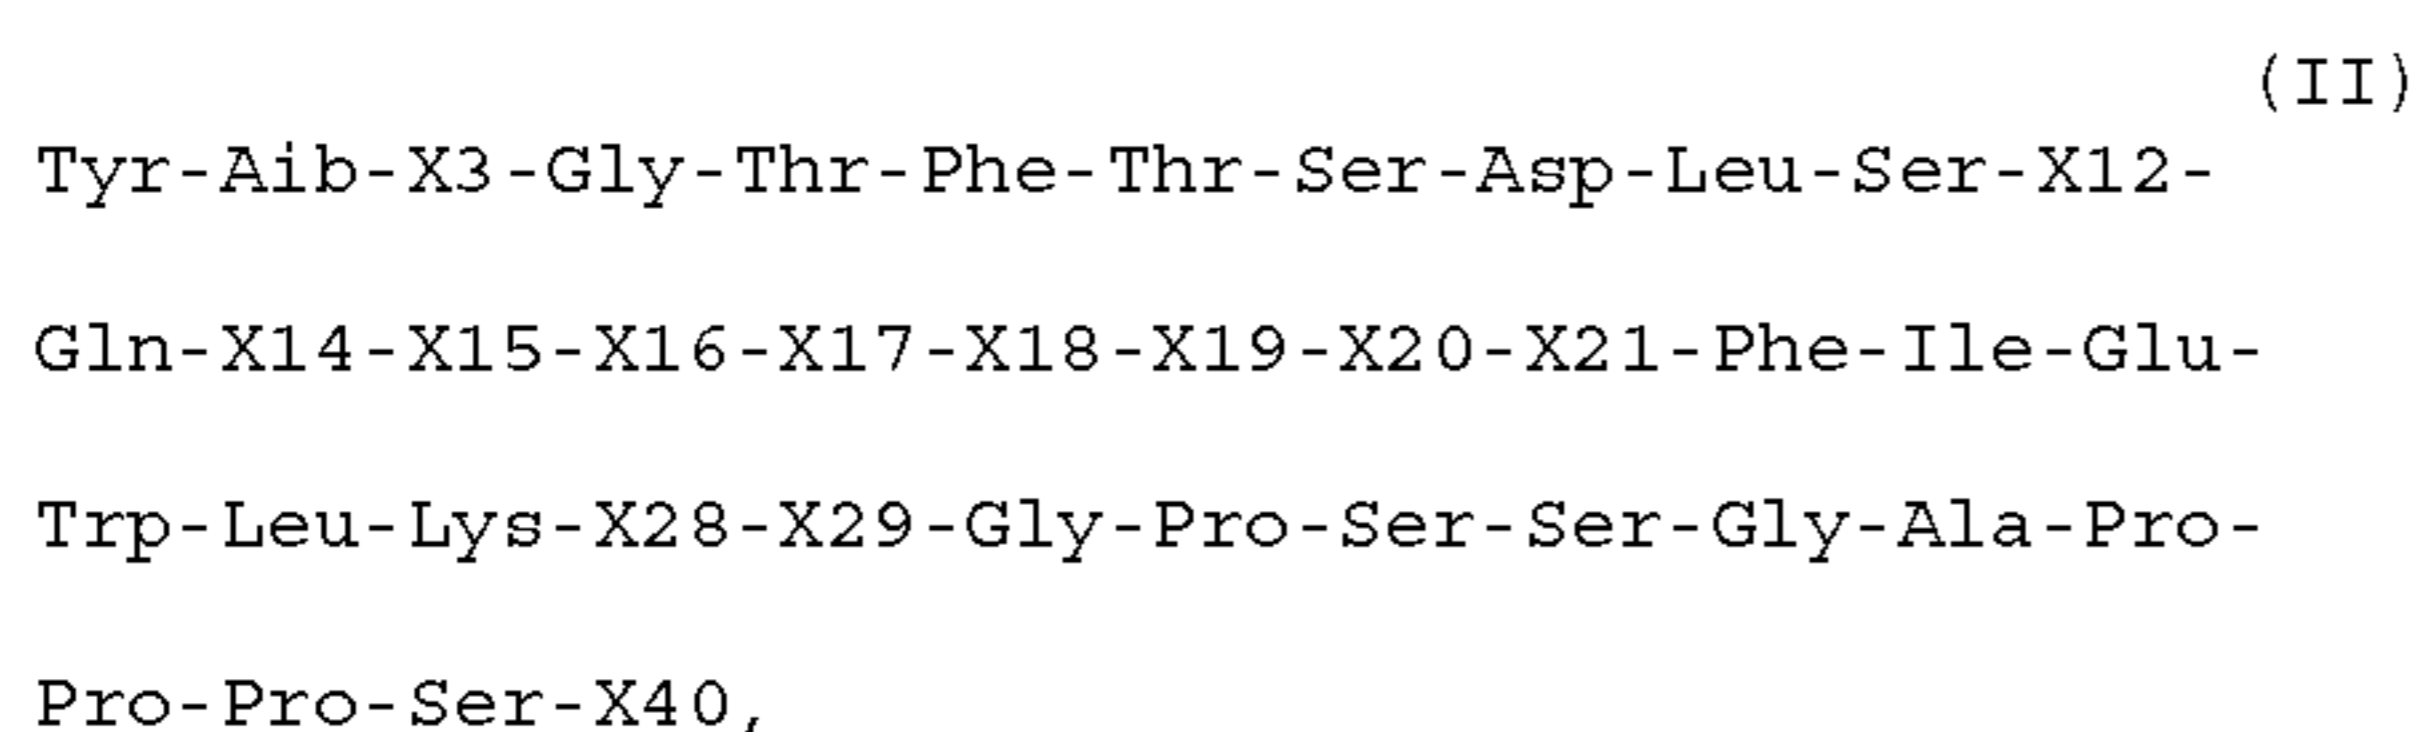 (II)
Tyr-Aib-X3-Gly-Thr-Phe-Thr-Ser-Asp-Leu-Ser-X12-
Gln-X14-X15-X16-X17-X18-X19-X20-X21-Phe-Ile-Glu-
Trp-Leu-Lys-X28-X29-Gly-Pro-Ser-Ser-Gly-Ala-Pro-
Pro-Pro-Ser-X40,